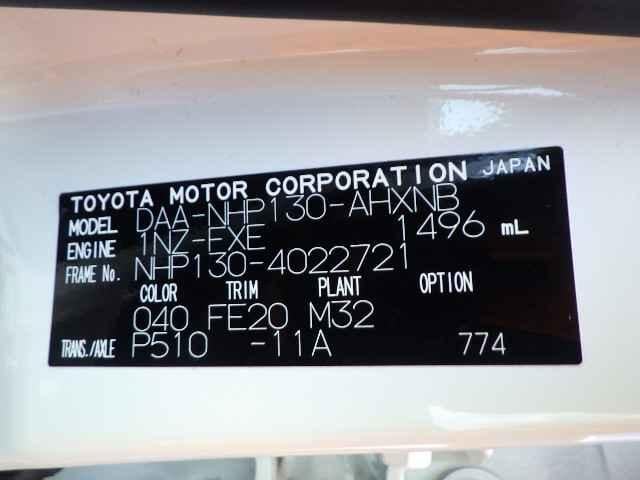 TOYOTA MOTOR CORPORATION JAPAN
MODEL DAA-NHP130-AHXNB
ENGINE 1NZ-EXE 1496 mL
FRAME No. NHP130-4022721
COLOR TRIM PLANT OPTION
040 FE20 M32
TRANS./AXLE P510 -11A 774